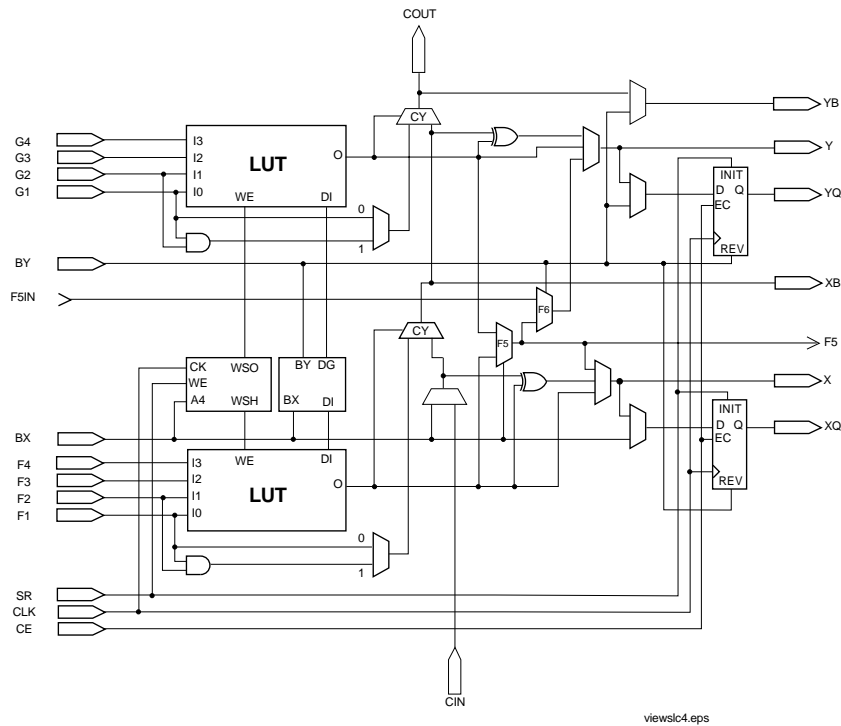 COUT
YB
CY
G4
I3
G3
I2
LUT
O
Y
G2
I1
INIT
G1
I0
D Q
YQ
WE
DI
EC
0
1
REV
BY
XB
F5IN
F6
CY
F5
F5
CK
WSO
BY DG
WE
X
A4
WSH
BX
DI
INIT
D Q
XQ
BX
EC
WE
DI
F4
I3
F3
I2
LUT
O
REV
F2
I1
F1
I0
0
1
SR
CLK
CE
CIN
viewslc4.eps